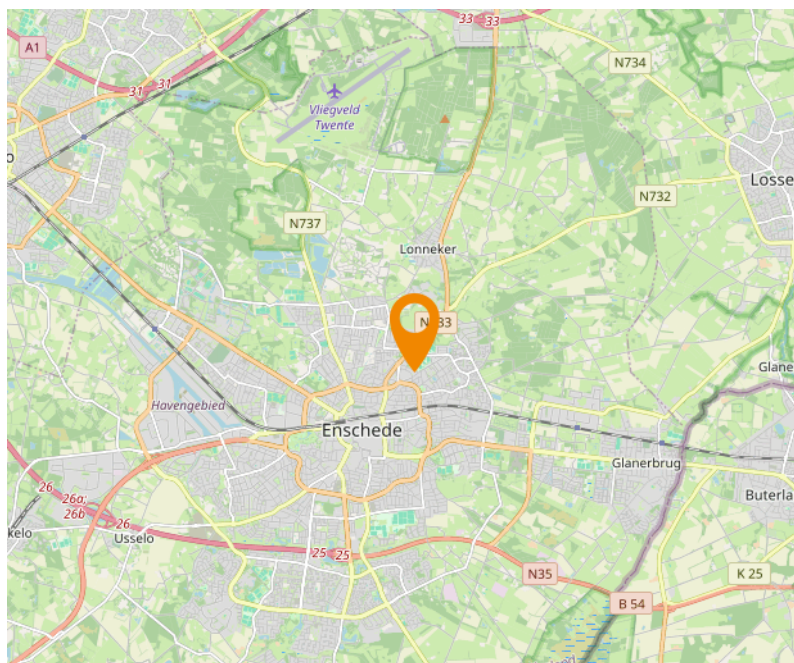 33
33
A1
N734
31
31
Vliegveld
Twente
o
Losse
N732
N737
Lonneker
Glane
Havengebied
Enschede
Glanerbrug
26
26a;
26b
26
Buterla
kelo
Usselo
25
25
N35
K 25
B 54